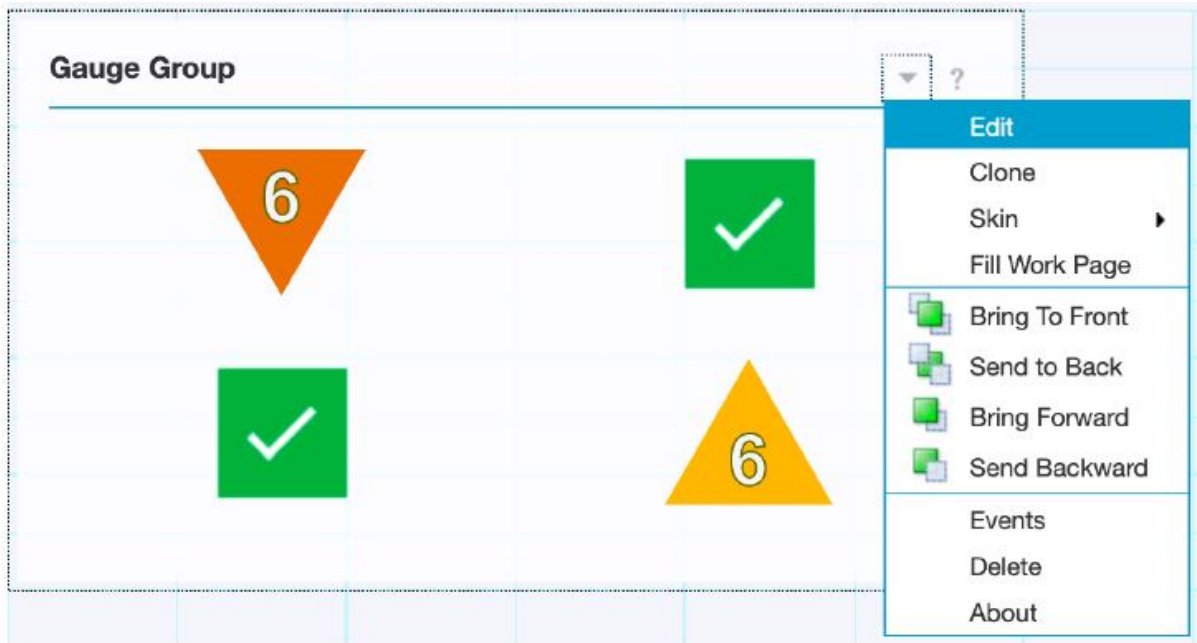 Gauge Group
?
6
Edit
Clone
Skin
Fill Work Page
Bring To Front
Send to Back
Bring Forward
6
Send Backward
Events
Delete
About